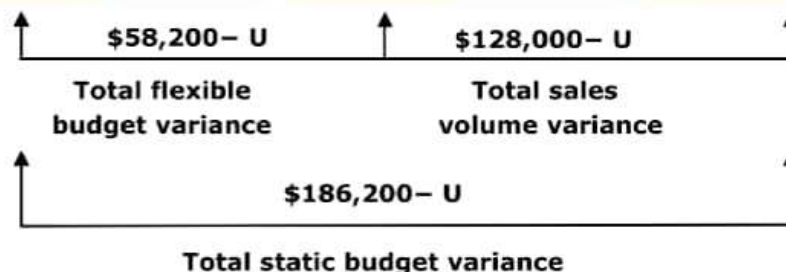 $58,200– U $128,000– U
Total flexible Total sales
budget variance volume variance
$186,200– U
Total static budget variance